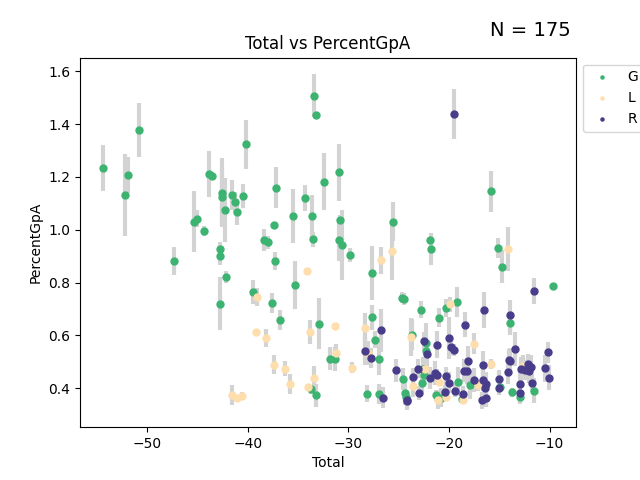 N = 175
Total vs PercentGpA
PercentGpA
1.6
1.4
1.2
1.0
0.8
0.6
0.4
−50
−40
−30
−20
−10
Total
G
L
R